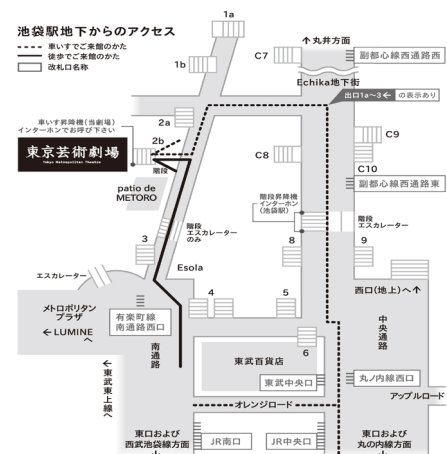 池袋駅地下からのアクセス
車いすでご来館のかた
徒歩でご来館のかた
改札口名称
1a
1b
C7
↑丸井方面
副都心線西通路西
Echika地下街
出口1a～3← の表示あり
2a
車いす昇降機(当劇場)
インターホンでお呼び下さい
2b
東京芸術劇場
Tokyo Metropolitan Theatre
階段
C8
C9
C10
副都心線西通路東
patio de
METORO
階段昇降機
インターホン
(池袋駅)
階段
エスカレーター
のみ
階段
エスカレーター
3
8
9
Esola
エスカレーター
西口(地上)へ↑
4
5
メトロポリタン
プラザ
←LUMINE
へ
有楽町線
南通路西口
南通路
中央通路
6
東武百貨店
東武中央口
丸ノ内線西口
←東武東上線へ
オレンジロード
アップルロード
東口および
西武池袋線方面
↓
JR南口
JR中央口
東口および
丸の内線方面
↓